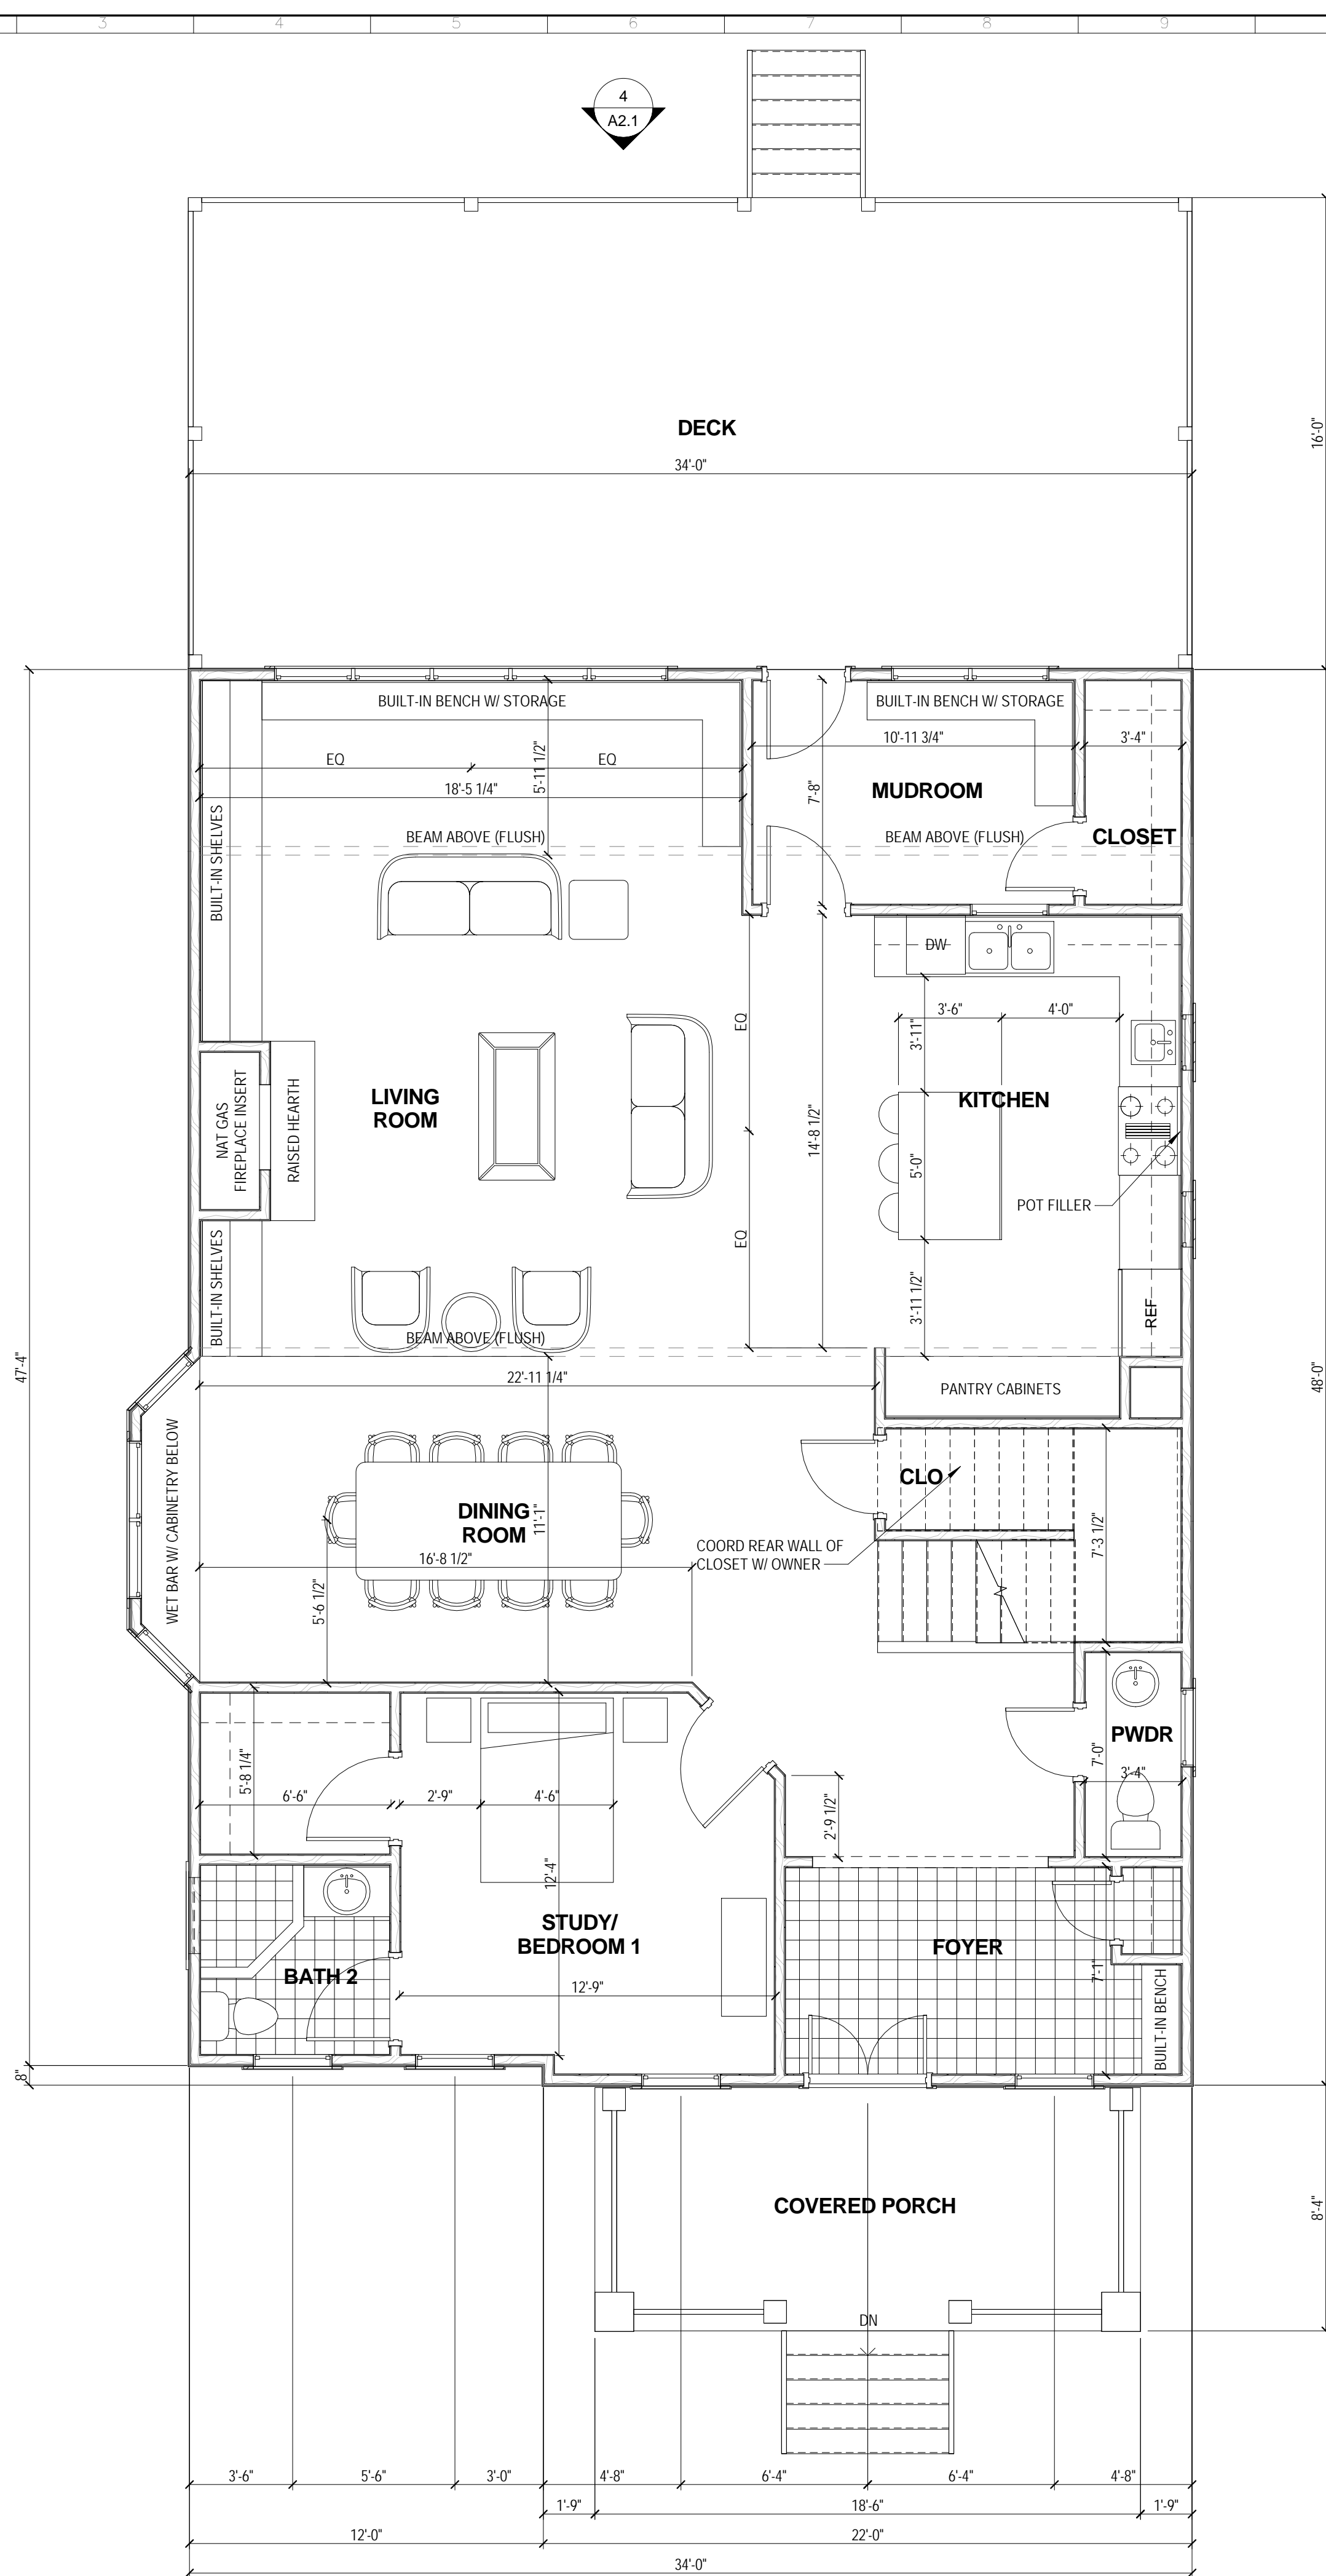 3 4 5 6 7 8 9
4
A2.1
DECK
34'-0"
16'-0"
BUILT-IN BENCH W/ STORAGE
BUILT-IN BENCH W/ STORAGE
10'-11 3/4"
3'-4"
EQ
EQ
5'-11 1/2"
18'-5 1/4"
7'-8"
MUDROOM
BUILT-IN SHELVES
BEAM ABOVE (FLUSH)
BEAM ABOVE (FLUSH)
CLOSET
DW
3'-6"
4'-0"
3'-11"
EQ
LIVING
ROOM
KITCHEN
NAT GAS
FIREPLACE INSERT
RAISED HEARTH
14'-8 1/2"
5'-0"
POT FILLER
EQ
BUILT-IN SHELVES
3'-11 1/2"
REF
BEAM ABOVE (FLUSH)
47'-4"
48'-0"
22'-11 1/4"
PANTRY CABINETS
WET BAR W/ CABINETRY BELOW
CLO
DINING
ROOM
11'-1"
COORD REAR WALL OF
CLOSET W/ OWNER
7'-3 1/2"
16'-8 1/2"
5'-6 1/2"
PWDR
7'-0"
3'-4"
5'-8 1/4"
6'-6"
2'-9"
4'-6"
2'-9 1/2"
12'-4"
STUDY/
BEDROOM 1
FOYER
BATH 2
7'-1"
12'-9"
BUILT-IN BENCH
8"
COVERED PORCH
8'-4"
DN
3'-6"
5'-6"
3'-0"
4'-8"
6'-4"
6'-4"
4'-8"
1'-9"
18'-6"
1'-9"
12'-0"
22'-0"
34'-0"